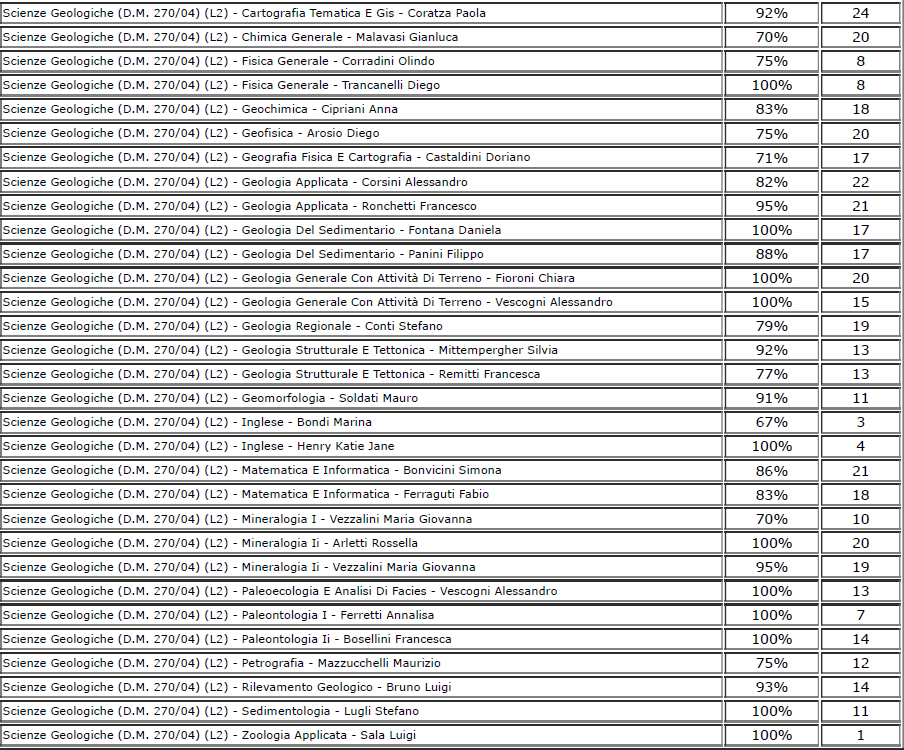 Scienze Geologiche (D.M. 270/04) (L2) - Cartografia Tematica E Gis - Coratza Paola 92% 24
Scienze Geologiche (D.M. 270/04) (L2) - Chimica Generale - Malavasi Gianluca 70% 20
Scienze Geologiche (D.M. 270/04) (L2) - Fisica Generale - Corradini Olindo 75% 8
Scienze Geologiche (D.M. 270/04) (L2) - Fisica Generale - Trancanelli Diego 100% 8
Scienze Geologiche (D.M. 270/04) (L2) - Geochimica - Cipriani Anna 83% 18
Scienze Geologiche (D.M. 270/04) (L2) - Geofisica - Arosio Diego 75% 20
Scienze Geologiche (D.M. 270/04) (L2) - Geografia Fisica E Cartografia - Castaldini Doriano 71% 17
Scienze Geologiche (D.M. 270/04) (L2) - Geologia Applicata - Corsini Alessandro 82% 22
Scienze Geologiche (D.M. 270/04) (L2) - Geologia Applicata - Ronchetti Francesco 95% 21
Scienze Geologiche (D.M. 270/04) (L2) - Geologia Del Sedimentario - Fontana Daniela 100% 17
Scienze Geologiche (D.M. 270/04) (L2) - Geologia Del Sedimentario - Panini Filippo 88% 17
Scienze Geologiche (D.M. 270/04) (L2) - Geologia Generale Con Attività Di Terreno - Fioroni Chiara 100% 20
Scienze Geologiche (D.M. 270/04) (L2) - Geologia Generale Con Attività Di Terreno - Vescogni Alessandro 100% 15
Scienze Geologiche (D.M. 270/04) (L2) - Geologia Regionale - Conti Stefano 79% 19
Scienze Geologiche (D.M. 270/04) (L2) - Geologia Strutturale E Tettonica - Mittempergher Silvia 92% 13
Scienze Geologiche (D.M. 270/04) (L2) - Geologia Strutturale E Tettonica - Remitti Francesca 77% 13
Scienze Geologiche (D.M. 270/04) (L2) - Geomorfologia - Soldati Mauro 91% 11
Scienze Geologiche (D.M. 270/04) (L2) - Inglese - Bondi Marina 67% 3
Scienze Geologiche (D.M. 270/04) (L2) - Inglese - Henry Katie Jane 100% 4
Scienze Geologiche (D.M. 270/04) (L2) - Matematica E Informatica - Bonvicini Simona 86% 21
Scienze Geologiche (D.M. 270/04) (L2) - Matematica E Informatica - Ferraguti Fabio 83% 18
Scienze Geologiche (D.M. 270/04) (L2) - Mineralogia I - Vezzalini Maria Giovanna 70% 10
Scienze Geologiche (D.M. 270/04) (L2) - Mineralogia Ii - Arletti Rossella 100% 20
Scienze Geologiche (D.M. 270/04) (L2) - Mineralogia Ii - Vezzalini Maria Giovanna 95% 19
Scienze Geologiche (D.M. 270/04) (L2) - Paleoecologia E Analisi Di Facies - Vescogni Alessandro 100% 13
Scienze Geologiche (D.M. 270/04) (L2) - Paleontologia I - Ferretti Annalisa 100% 7
Scienze Geologiche (D.M. 270/04) (L2) - Paleontologia Ii - Bosellini Francesca 100% 14
Scienze Geologiche (D.M. 270/04) (L2) - Petrografia - Mazzucchelli Maurizio 75% 12
Scienze Geologiche (D.M. 270/04) (L2) - Rilevamento Geologico - Bruno Luigi 93% 14
Scienze Geologiche (D.M. 270/04) (L2) - Sedimentologia - Lugli Stefano 100% 11
Scienze Geologiche (D.M. 270/04) (L2) - Zoologia Applicata - Sala Luigi 100% 1